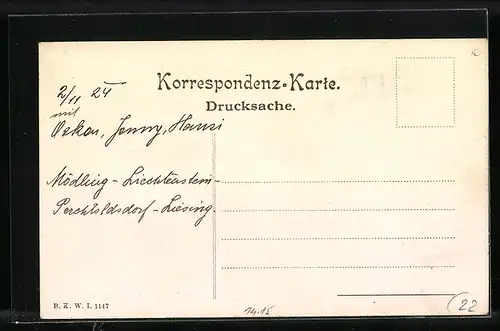 Korrespondenz-Karte.
Drucksache.
2/11 24
mit
Oskar, Jenny, Hansi
Mödling - Liechtenstein-
Perchtoldsdorf - Liesing.
B. K. W. I. 1147
14.15
(22